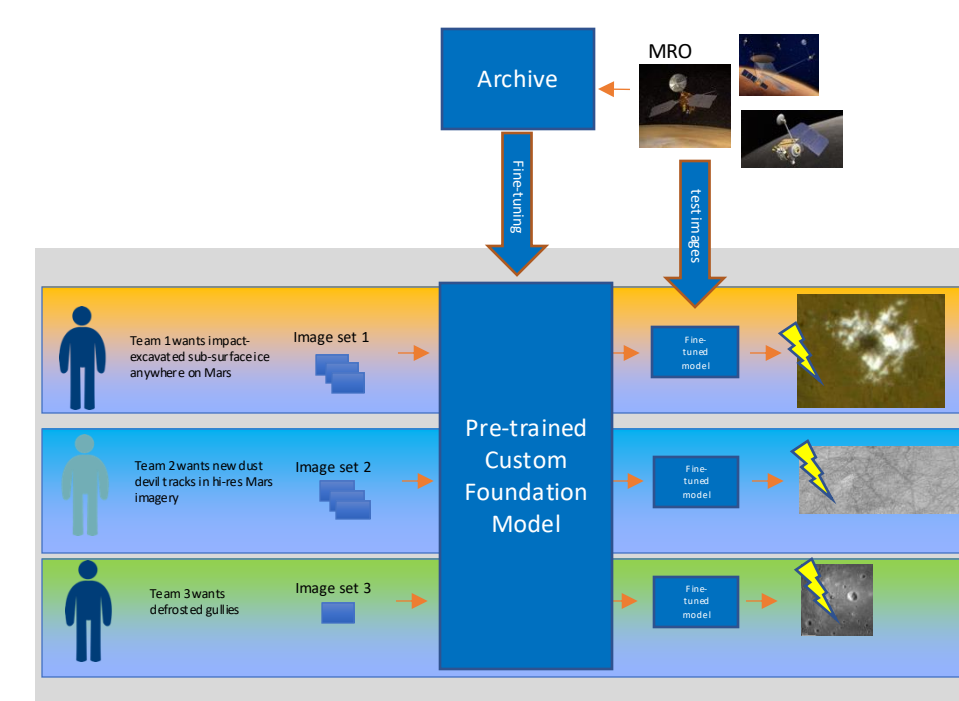 MRO
Archive
Fine-tuning
test images
Team 1 wants impact-
excavated sub-surface ice
anywhere on Mars
Image set 1
Fine-
tuned
model
Team 2 wants new dust
devil tracks in hi-res Mars
imagery
Image set 2
Pre-trained
Custom
Foundation
Model
Fine-
tuned
model
Team 3 wants
defrosted gullies
Image set 3
Fine-
tuned
model